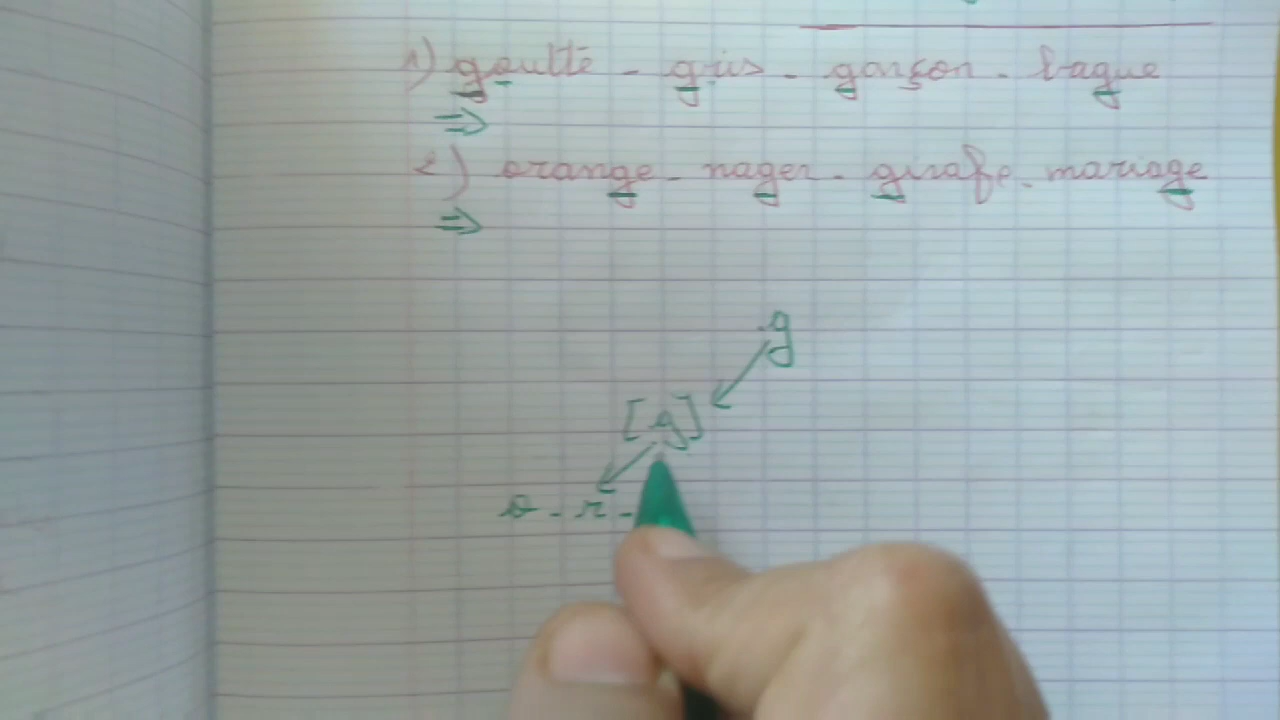 1) goutte - gris - garçon - bague
⇒
2) orange - nager - girafe - mariage
⇒
g
[g]
o - r -